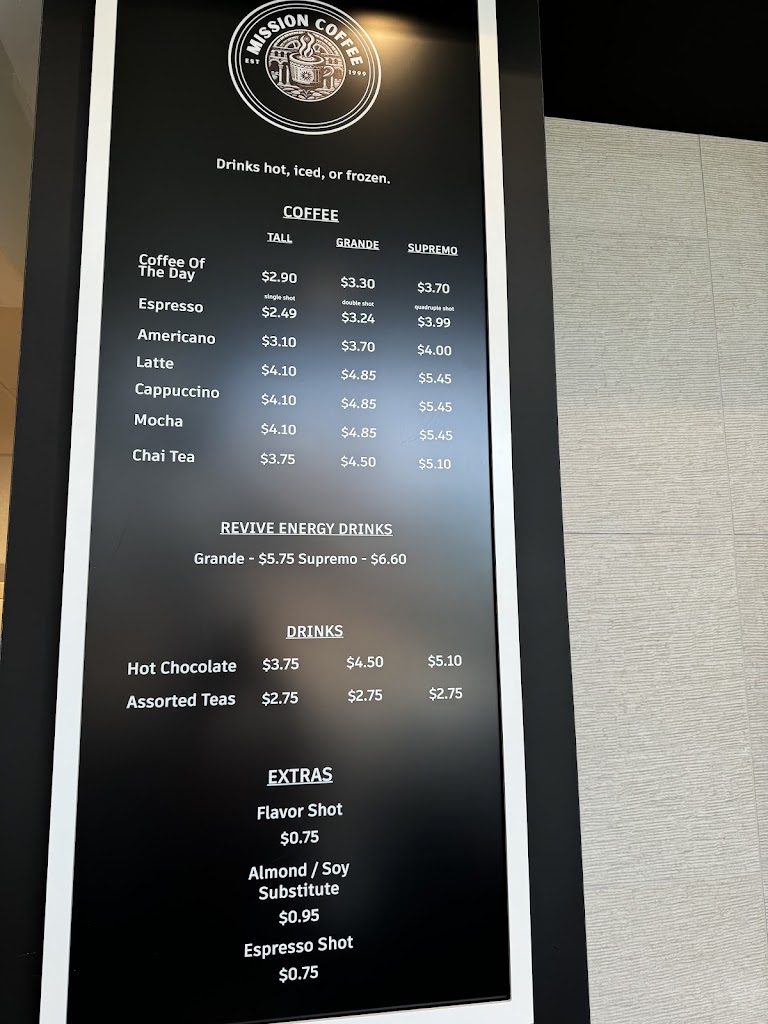 MISSION COFFEE
EST 1999
Drinks hot, iced, or frozen.
COFFEE
TALL GRANDE SUPREMO
Coffee Of
The Day $2.90 $3.30 $3.70
single shot double shot quadruple shot
Espresso $2.49 $3.24 $3.99
Americano $3.10 $3.70 $4.00
Latte $4.10 $4.85 $5.45
Cappuccino $4.10 $4.85 $5.45
Mocha $4.10 $4.85 $5.45
Chai Tea $3.75 $4.50 $5.10
REVIVE ENERGY DRINKS
Grande - $5.75 Supremo - $6.60
DRINKS
Hot Chocolate $3.75 $4.50 $5.10
Assorted Teas $2.75 $2.75 $2.75
EXTRAS
Flavor Shot
$0.75
Almond / Soy
Substitute
$0.95
Espresso Shot
$0.75